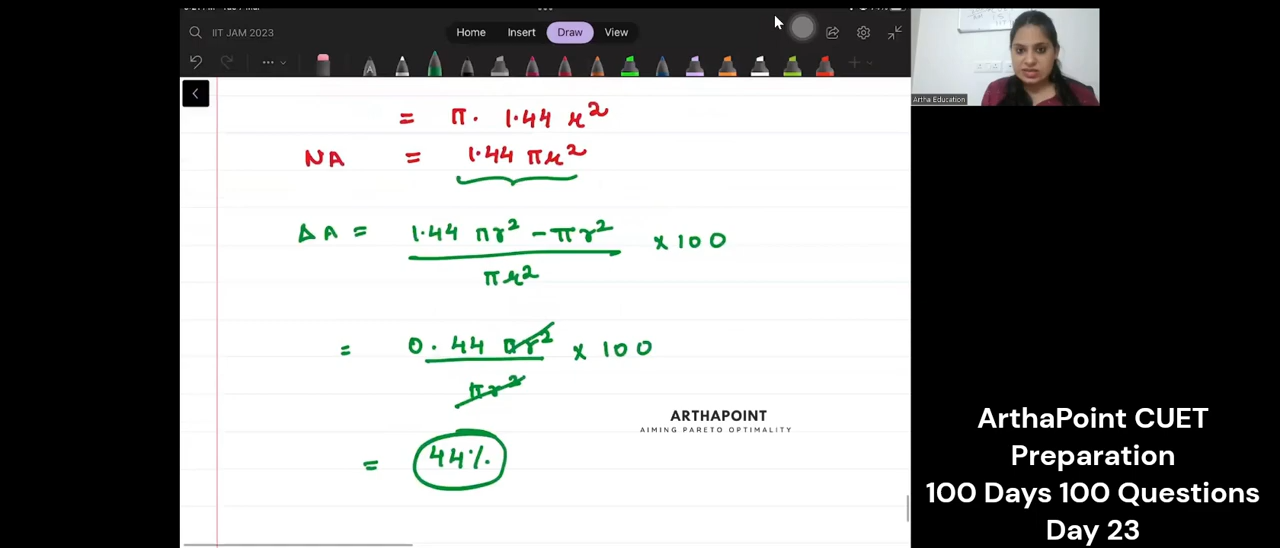 IIT JAM 2023
Home Insert Draw View
= π. 1.44 r²
NA = 1.44 πr²
ΔA = 1.44 πr² - πr² / πr² × 100
= 0.44 πr² / πr² × 100
= 44%
ARTHAPOINT
AIMING PARETO OPTIMALITY
Artha Education
ArthaPoint CUET
Preparation
100 Days 100 Questions
Day 23